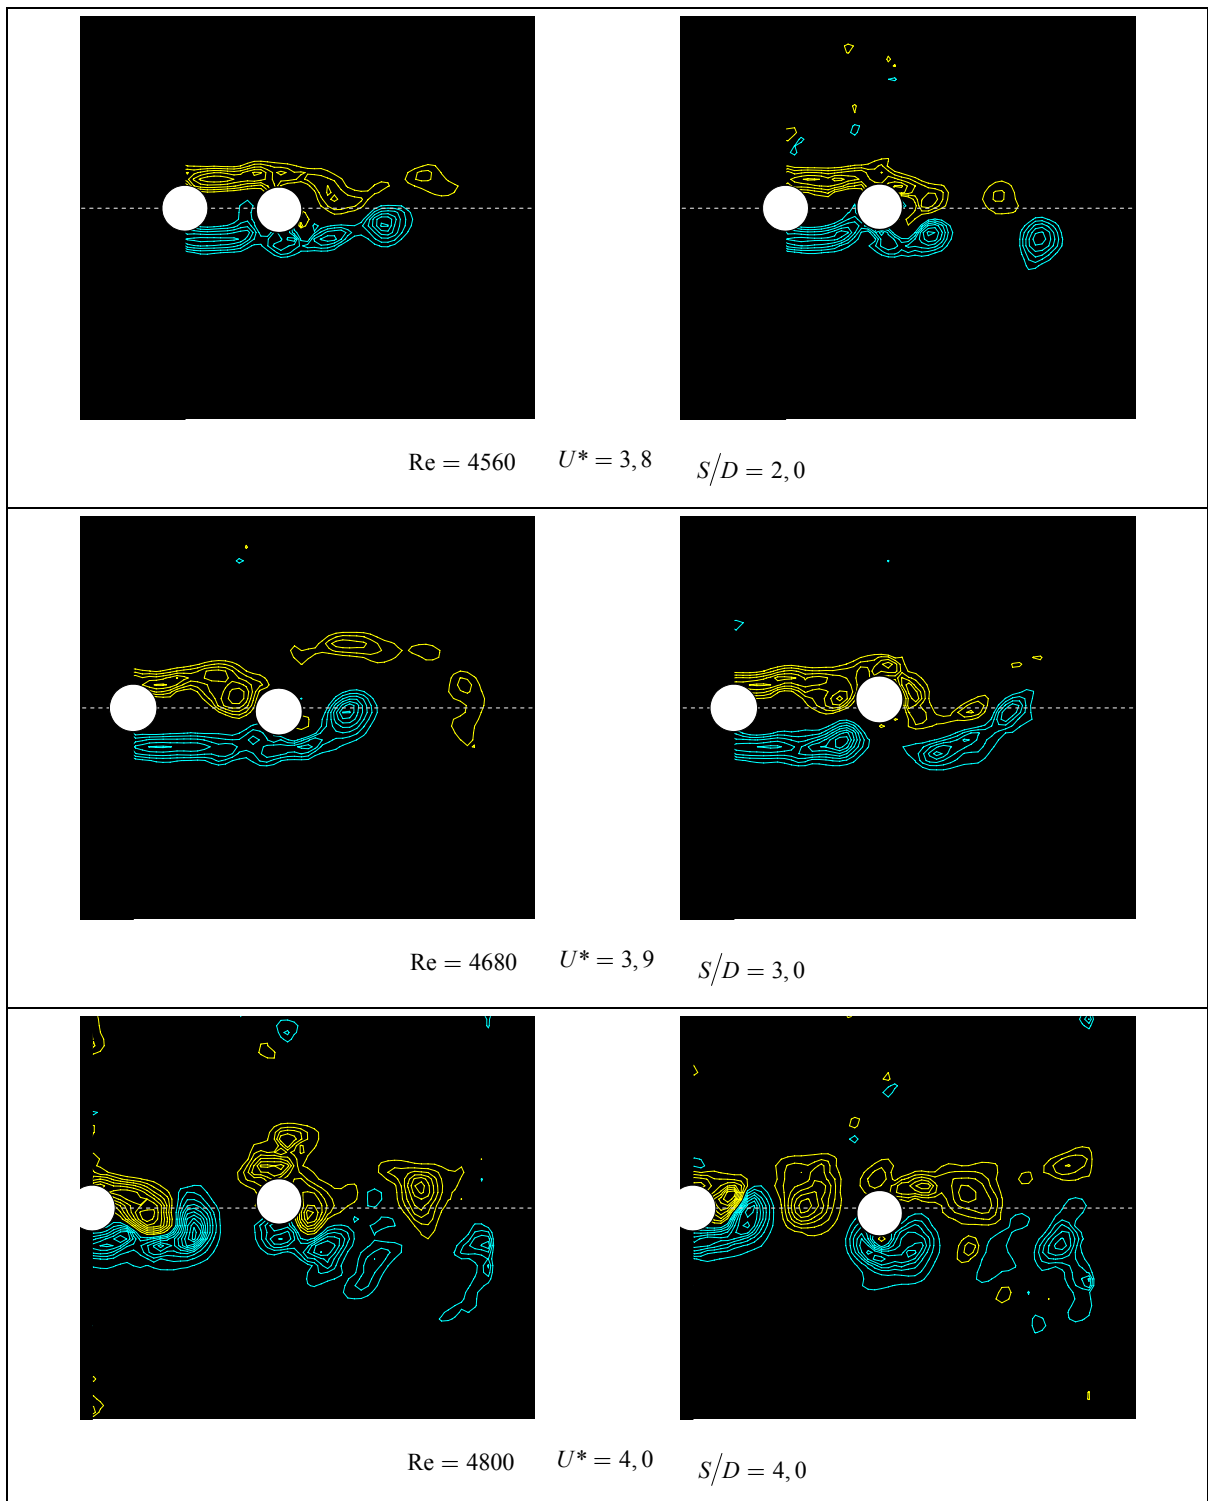 Re = 4560 U* = 3,8 S/D = 2,0
Re = 4680 U* = 3,9 S/D = 3,0
Re = 4800 U* = 4,0 S/D = 4,0